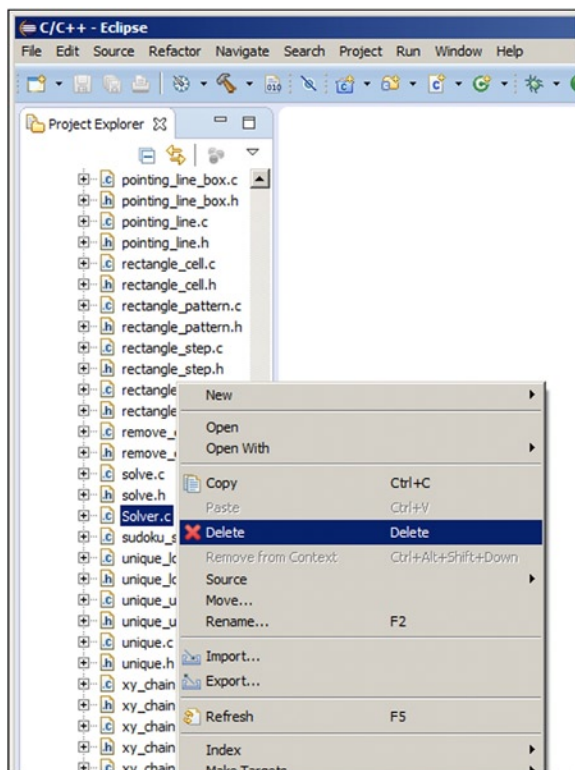 C/C++ - Eclipse
File Edit Source Refactor Navigate Search Project Run Window Help
Project Explorer
pointing_line_box.c
pointing_line_box.h
pointing_line.c
pointing_line.h
rectangle_cell.c
rectangle_cell.h
rectangle_pattern.c
rectangle_pattern.h
rectangle_step.c
rectangle_step.h
rectangle
rectangle
remove_
remove_
solve.c
solve.h
Solver.c
sudoku_s
unique_lo
unique_lo
unique_u
unique_u
unique.c
unique.h
xy_chain
xy_chain
xy_chain
xy_chain
xy_chain
New
Open
Open With
Copy Ctrl+C
Paste Ctrl+V
Delete Delete
Remove from Context Ctrl+Alt+Shift+Down
Source
Move...
Rename... F2
Import...
Export...
Refresh F5
Index
Make Targets